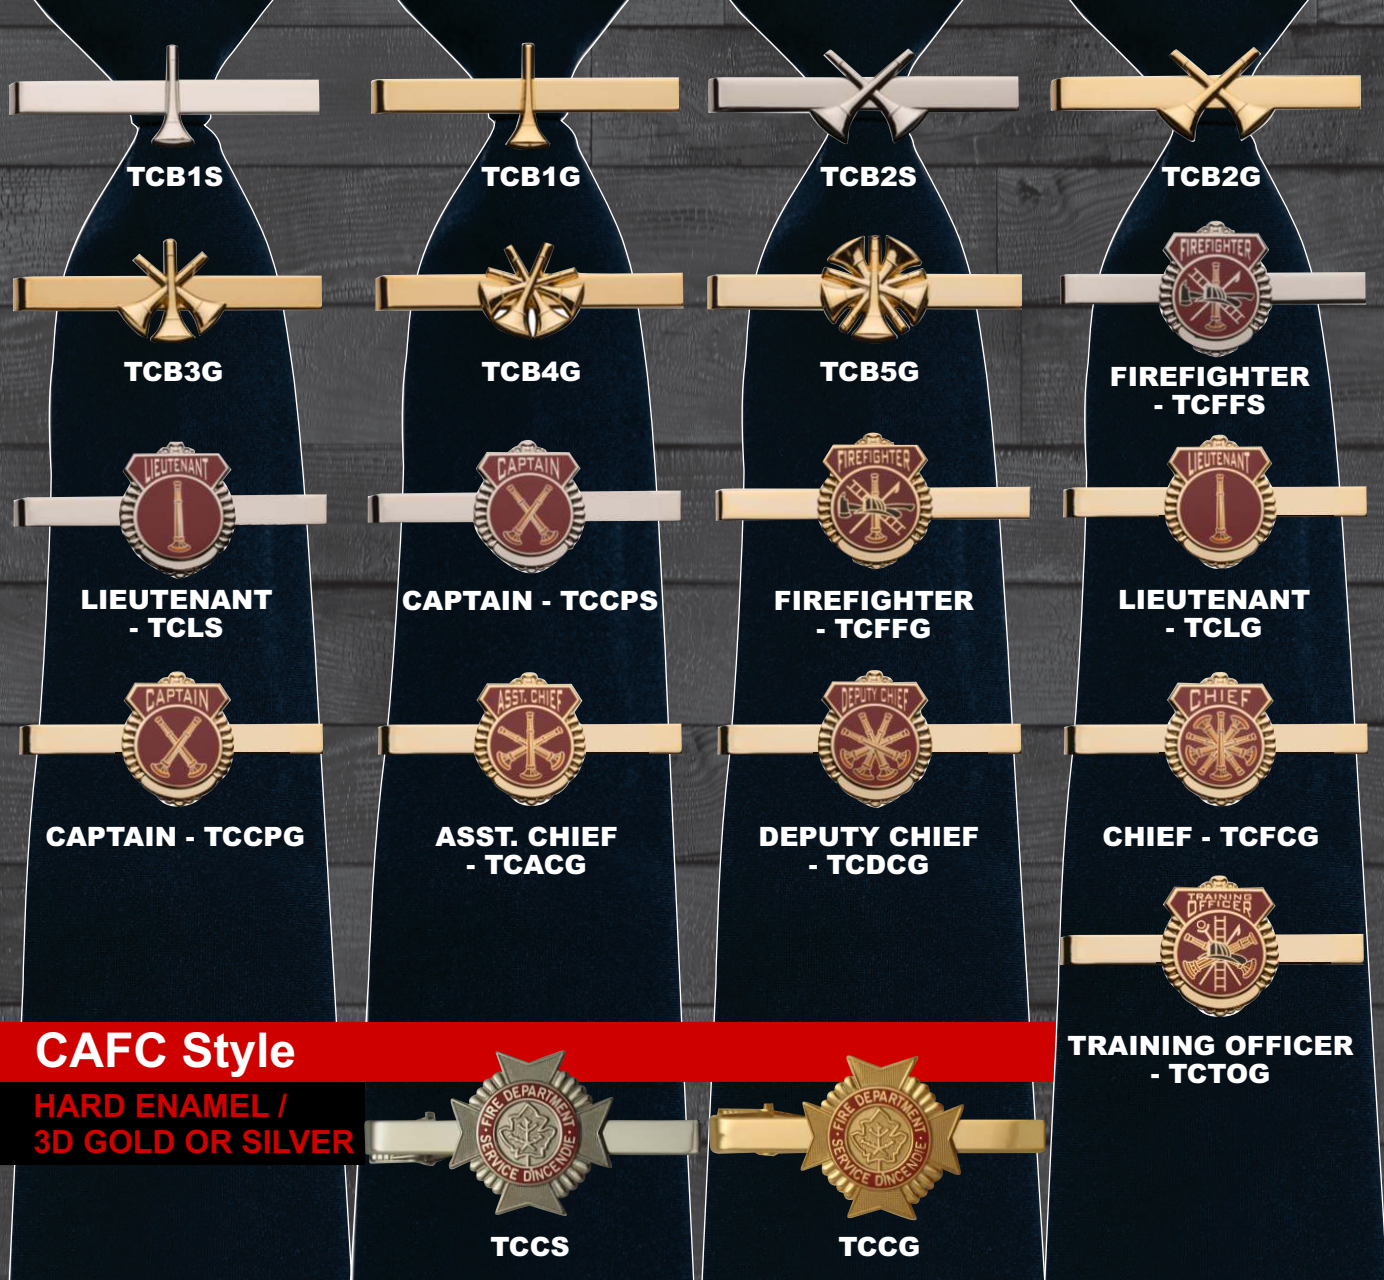 TCB1S
TCB1G
TCB2S
TCB2G
TCB3G
TCB4G
TCB5G
FIREFIGHTER
FIREFIGHTER
- TCFFS
LIEUTENANT
LIEUTENANT
- TCLS
CAPTAIN
CAPTAIN - TCCPS
FIREFIGHTER
FIREFIGHTER
- TCFFG
LIEUTENANT
LIEUTENANT
- TCLG
CAPTAIN
CAPTAIN - TCCPG
ASST. CHIEF
ASST. CHIEF
- TCACG
DEPUTY CHIEF
DEPUTY CHIEF
- TCDCG
CHIEF
CHIEF - TCFCG
TRAINING
OFFICER
TRAINING OFFICER
- TCTOG
CAFC Style
HARD ENAMEL /
3D GOLD OR SILVER
FIRE DEPARTMENT
SERVICE D'INCENDIE
TCCS
FIRE DEPARTMENT
SERVICE D'INCENDIE
TCCG